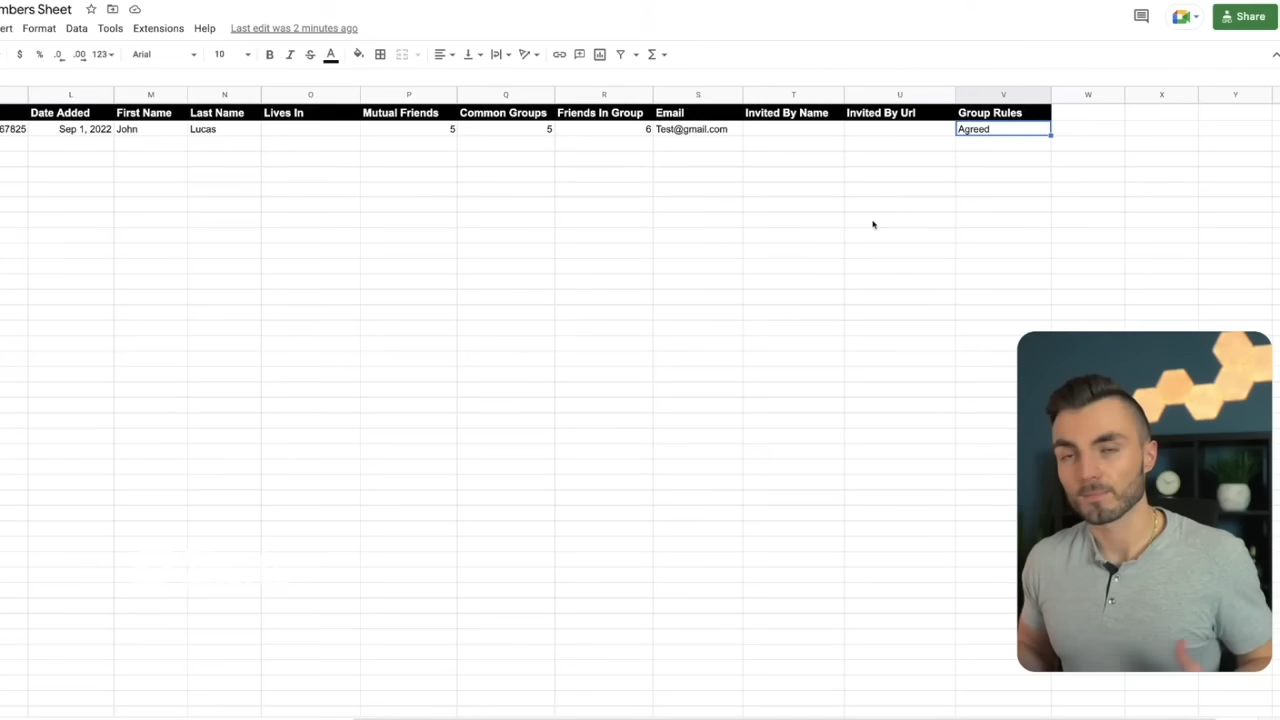 mbers Sheet
ert Format Data Tools Extensions Help Last edit was 2 minutes ago
Share
$ % .0 .00 123 Arial 10 B I S A
L M N O P Q R S T U V W X Y
Date Added First Name Last Name Lives In Mutual Friends Common Groups Friends In Group Email Invited By Name Invited By Url Group Rules
67825 Sep 1, 2022 John Lucas 5 5 6 Test@gmail.com Agreed